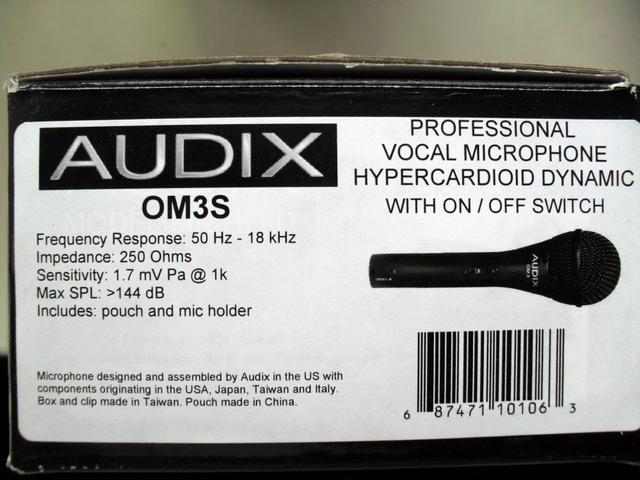 AUDIX
OM3S
Frequency Response: 50 Hz - 18 kHz
Impedance: 250 Ohms
Sensitivity: 1.7 mV Pa @ 1k
Max SPL: >144 dB
Includes: pouch and mic holder
Microphone designed and assembled by Audix in the US with
components originating in the USA, Japan, Taiwan and Italy.
Box and clip made in Taiwan. Pouch made in China.
PROFESSIONAL
VOCAL MICROPHONE
HYPERCARDIOID DYNAMIC
WITH ON / OFF SWITCH
AUDIX
OM3
6 87471 10106 3